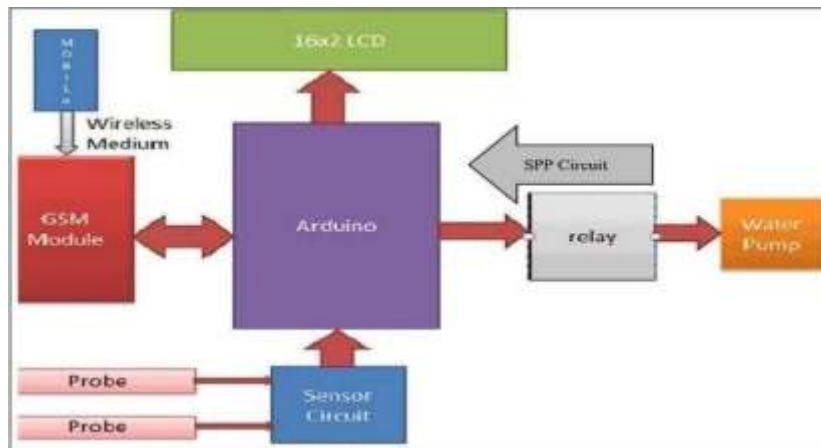 16x2 LCD
Wireless
Medium
SPP Circuit
GSM
Module
Arduino
relay
Water
Pump
Probe
Sensor
Circuit
Probe